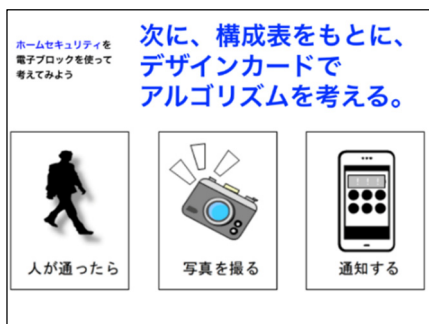 ホームセキュリティを
電子ブロックを使って
考えてみよう
次に、構成表をもとに、
デザインカードで
アルゴリズムを考える。
人が通ったら
写真を撮る
通知する